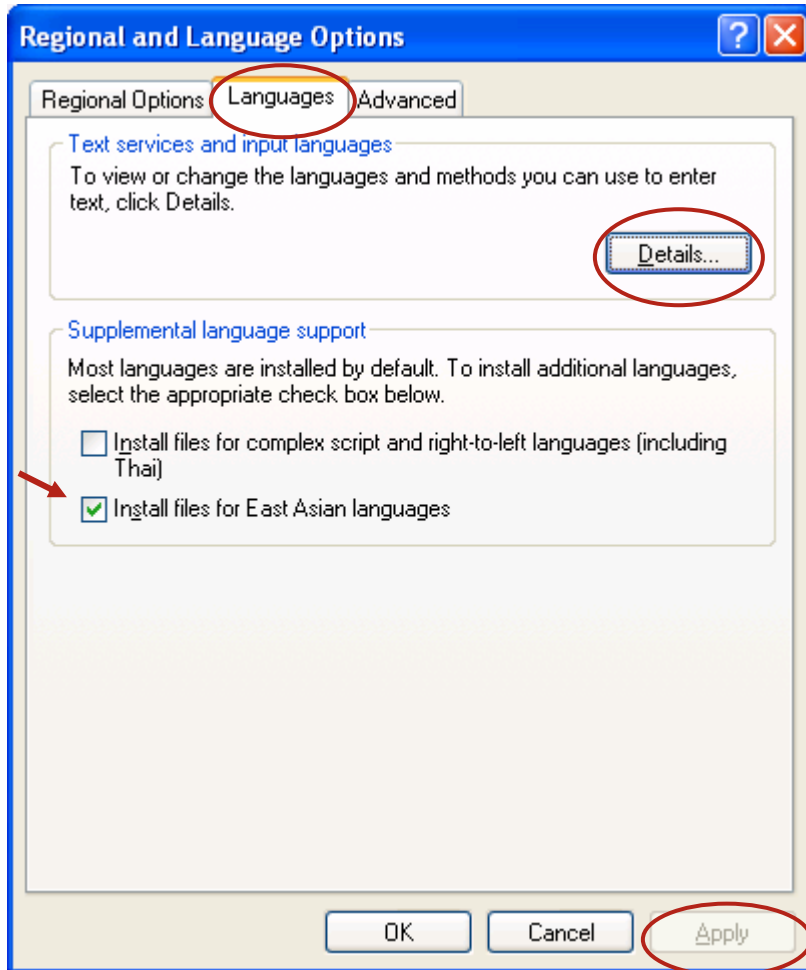 Regional and Language Options
Regional Options Languages Advanced
Text services and input languages
To view or change the languages and methods you can use to enter
text, click Details.
Details...
Supplemental language support
Most languages are installed by default. To install additional languages,
select the appropriate check box below.
Install files for complex script and right-to-left languages (including
Thai)
Install files for East Asian languages
OK Cancel Apply